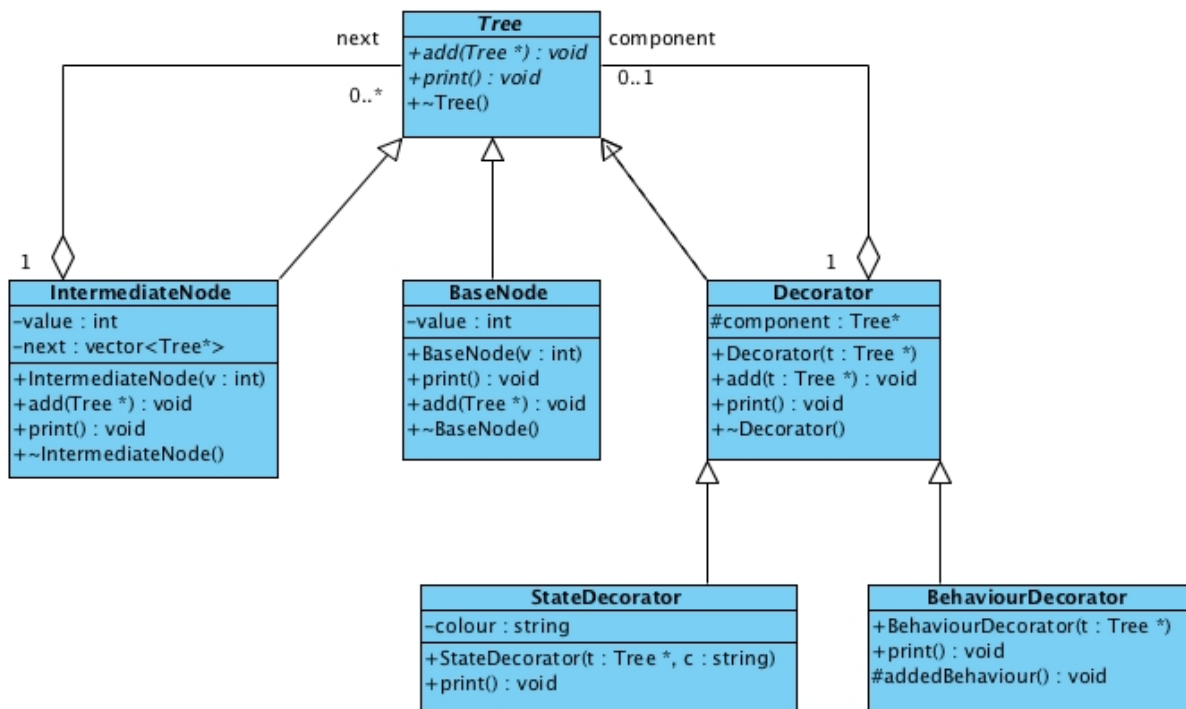 Tree
+add(Tree *) : void
+print() : void
+~Tree()
next
0..*
component
0..1
1
IntermediateNode
-value : int
-next : vector<Tree*>
+IntermediateNode(v : int)
+add(Tree *) : void
+print() : void
+~IntermediateNode()
BaseNode
-value : int
+BaseNode(v : int)
+print() : void
+add(Tree *) : void
+~BaseNode()
1
Decorator
#component : Tree*
+Decorator(t : Tree *)
+add(t : Tree *) : void
+print() : void
+~Decorator()
StateDecorator
-colour : string
+StateDecorator(t : Tree *, c : string)
+print() : void
BehaviourDecorator
+BehaviourDecorator(t : Tree *)
+print() : void
#addedBehaviour() : void